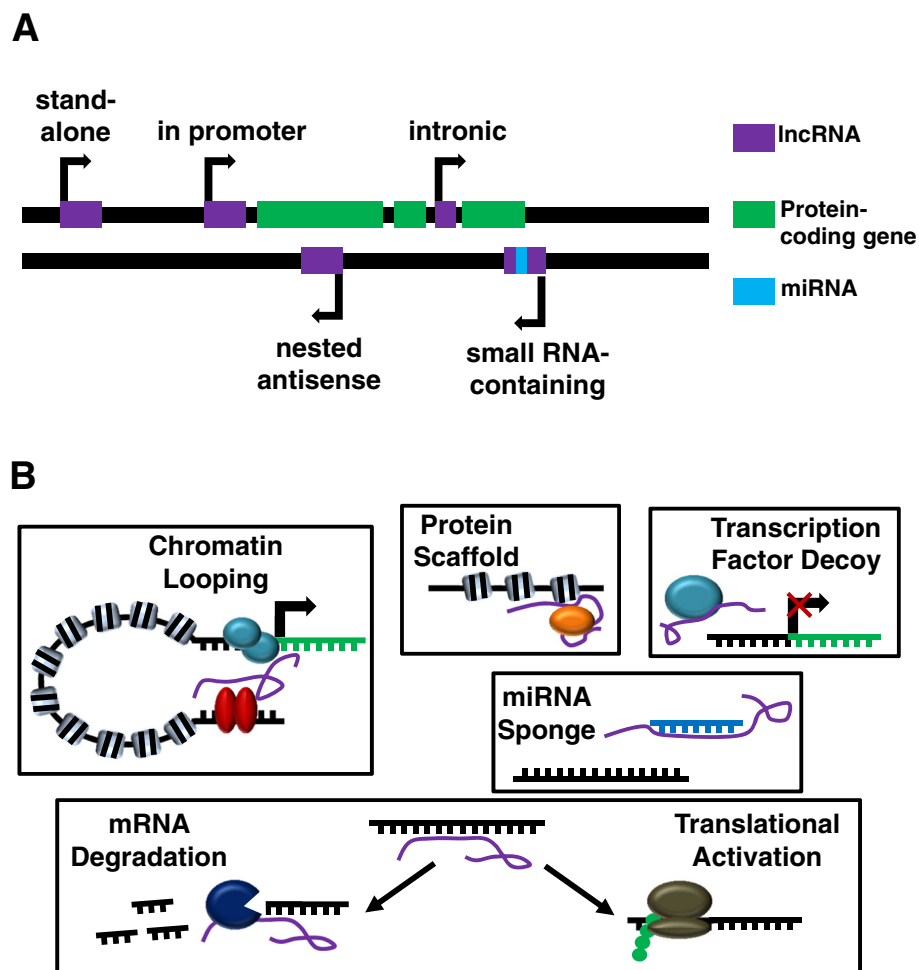 A
stand-
alone
in promoter
intronic
lncRNA
Protein-
coding gene
miRNA
nested
antisense
small RNA-
containing
B
Chromatin
Looping
Protein
Scaffold
Transcription
Factor Decoy
miRNA
Sponge
mRNA
Degradation
Translational
Activation